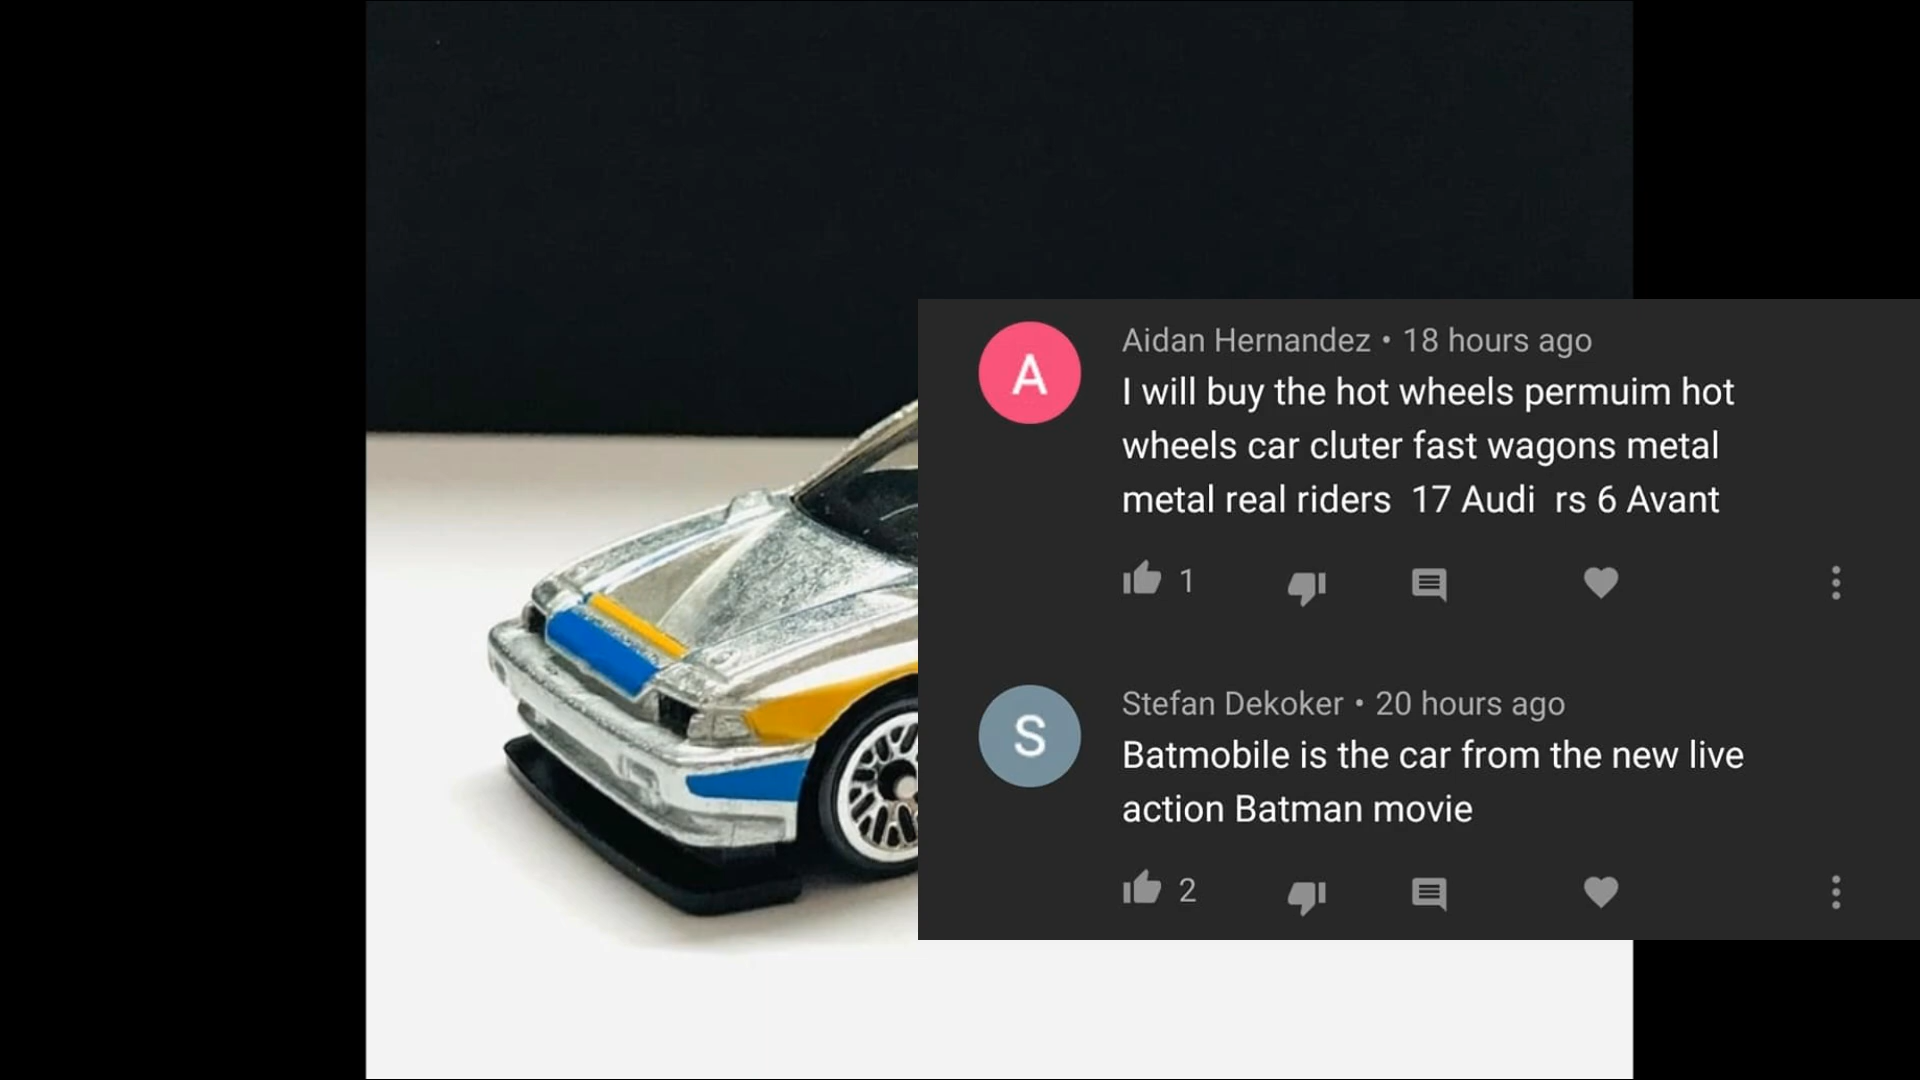 A
Aidan Hernandez • 18 hours ago
I will buy the hot wheels permuim hot
wheels car cluter fast wagons metal
metal real riders 17 Audi rs 6 Avant
1
S
Stefan Dekoker • 20 hours ago
Batmobile is the car from the new live
action Batman movie
2